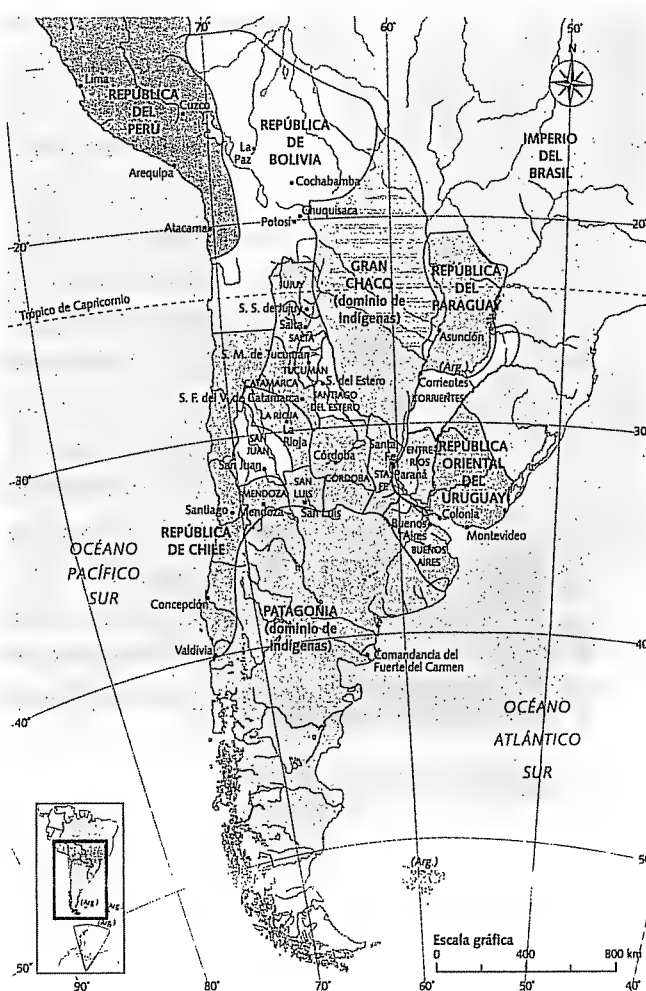 70°
60°
50°
N
Lima
REPÚBLICA
DEL
PERÚ
Cuzco
REPÚBLICA
DE
BOLIVIA
La
Paz
IMPERIO
DEL
BRASIL
Arequipa
Cochabamba
Chuquisaca
Potosí
Atacama
20°
20°
GRAN
CHACO
(dominio de
indígenas)
REPÚBLICA
DEL
PARAGUAY
JUJUY
Trópico de Capricornio
S. S. de Jujuy
Salta
SALTA
Asunción
S. M. de Tucumán
TUCUMÁN
(Arg.)
CATAMARCA
S. del Estero
Corrientes
CORRIENTES
S. F. del V. de Catamarca
SANTIAGO
DEL ESTERO
LA RIOJA
La
Rioja
30°
30°
SAN
JUAN
San Juan
Córdoba
CÓRDOBA
Santa
Fe
STA
FE
ENTRE
RÍOS
Paraná
REPÚBLICA
ORIENTAL
DEL
URUGUAY
MENDOZA
SAN
LUIS
Santiago
Mendoza
San Luis
Colonia
Buenos
Aires
BUENOS
AIRES
Montevideo
REPÚBLICA
DE CHILE
OCÉANO
PACÍFICO
SUR
Concepción
PATAGONIA
(dominio de
indígenas)
Valdivia
40°
Comandancia del
Fuerte del Carmen
40°
OCÉANO
ATLÁNTICO
SUR
(Arg.)
50°
(Arg.)
(Arg.)
Escala gráfica
0
400
800 km
50°
90°
80°
70°
60°
50°
40°